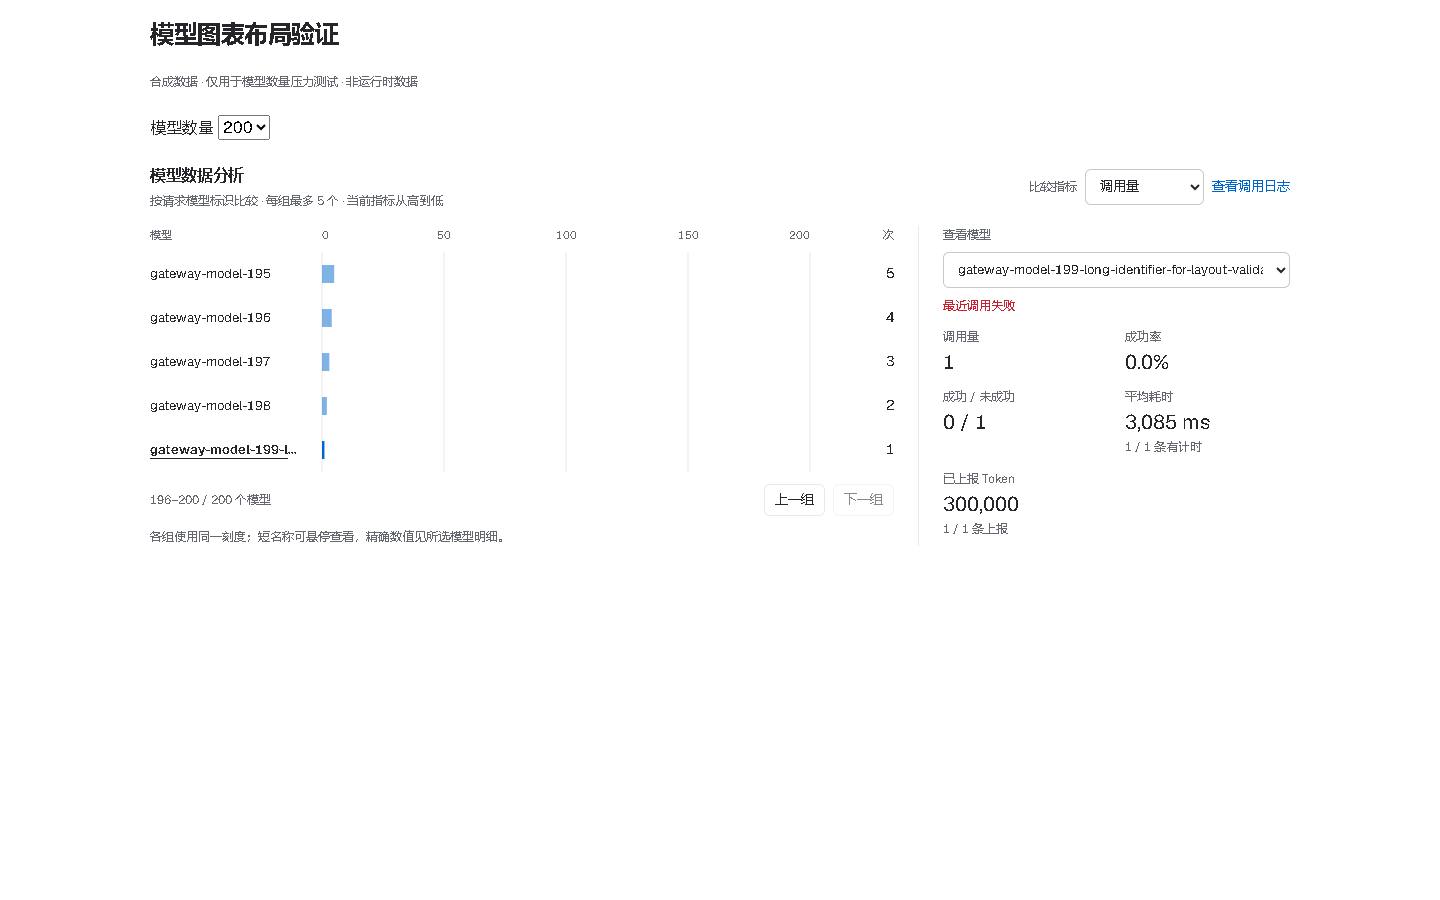 模型图表布局验证
合成数据 · 仅用于模型数量压力测试 · 非运行时数据
模型数量 200
模型数据分析
按请求模型标识比较 · 每组最多 5 个 · 当前指标从高到低
比较指标 调用量 查看调用日志
模型 0 50 100 150 200 次
gateway-model-195 5
gateway-model-196 4
gateway-model-197 3
gateway-model-198 2
gateway-model-199-l... 1
196–200 / 200 个模型 上一组 下一组
各组使用同一刻度；短名称可悬停查看，精确数值见所选模型明细。
查看模型
gateway-model-199-long-identifier-for-layout-valida
最近调用失败
调用量 成功率
1 0.0%
成功 / 未成功 平均耗时
0 / 1 3,085 ms
1 / 1 条有计时
已上报 Token
300,000
1 / 1 条上报